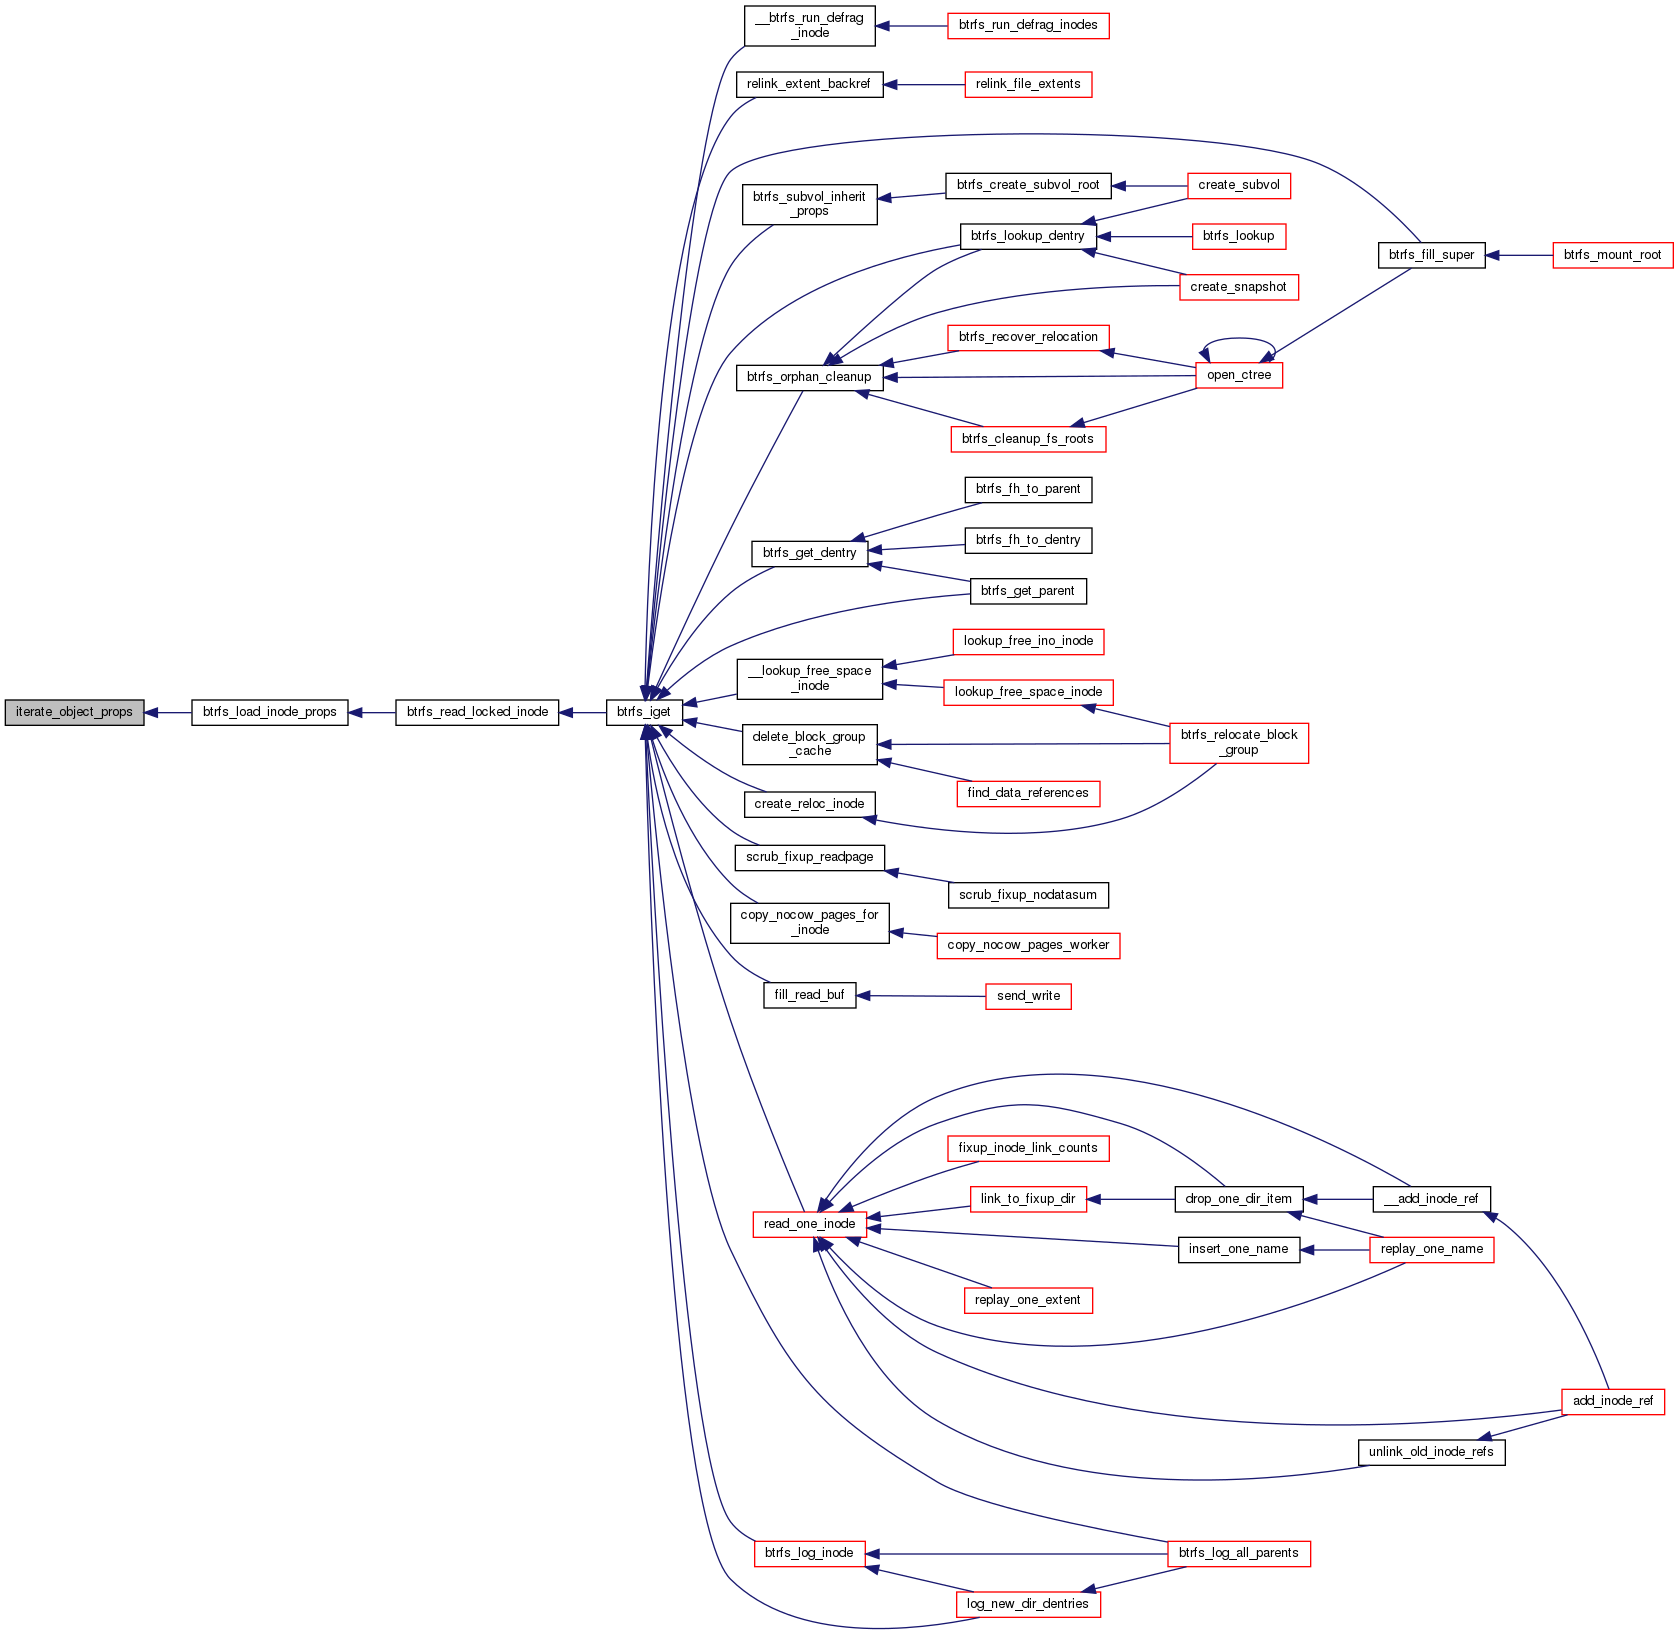 __btrfs_run_defrag
_inode
btrfs_run_defrag_inodes
relink_extent_backref
relink_file_extents
btrfs_subvol_inherit
_props
btrfs_create_subvol_root
create_subvol
btrfs_lookup_dentry
btrfs_lookup
btrfs_fill_super
btrfs_mount_root
create_snapshot
btrfs_recover_relocation
btrfs_orphan_cleanup
open_ctree
btrfs_cleanup_fs_roots
btrfs_fh_to_parent
btrfs_get_dentry
btrfs_fh_to_dentry
btrfs_get_parent
lookup_free_ino_inode
__lookup_free_space
_inode
lookup_free_space_inode
iterate_object_props
btrfs_load_inode_props
btrfs_read_locked_inode
btrfs_iget
delete_block_group
_cache
btrfs_relocate_block
_group
find_data_references
create_reloc_inode
scrub_fixup_readpage
scrub_fixup_nodatasum
copy_nocow_pages_for
_inode
copy_nocow_pages_worker
fill_read_buf
send_write
fixup_inode_link_counts
link_to_fixup_dir
drop_one_dir_item
__add_inode_ref
read_one_inode
insert_one_name
replay_one_name
replay_one_extent
add_inode_ref
unlink_old_inode_refs
btrfs_log_inode
btrfs_log_all_parents
log_new_dir_dentries